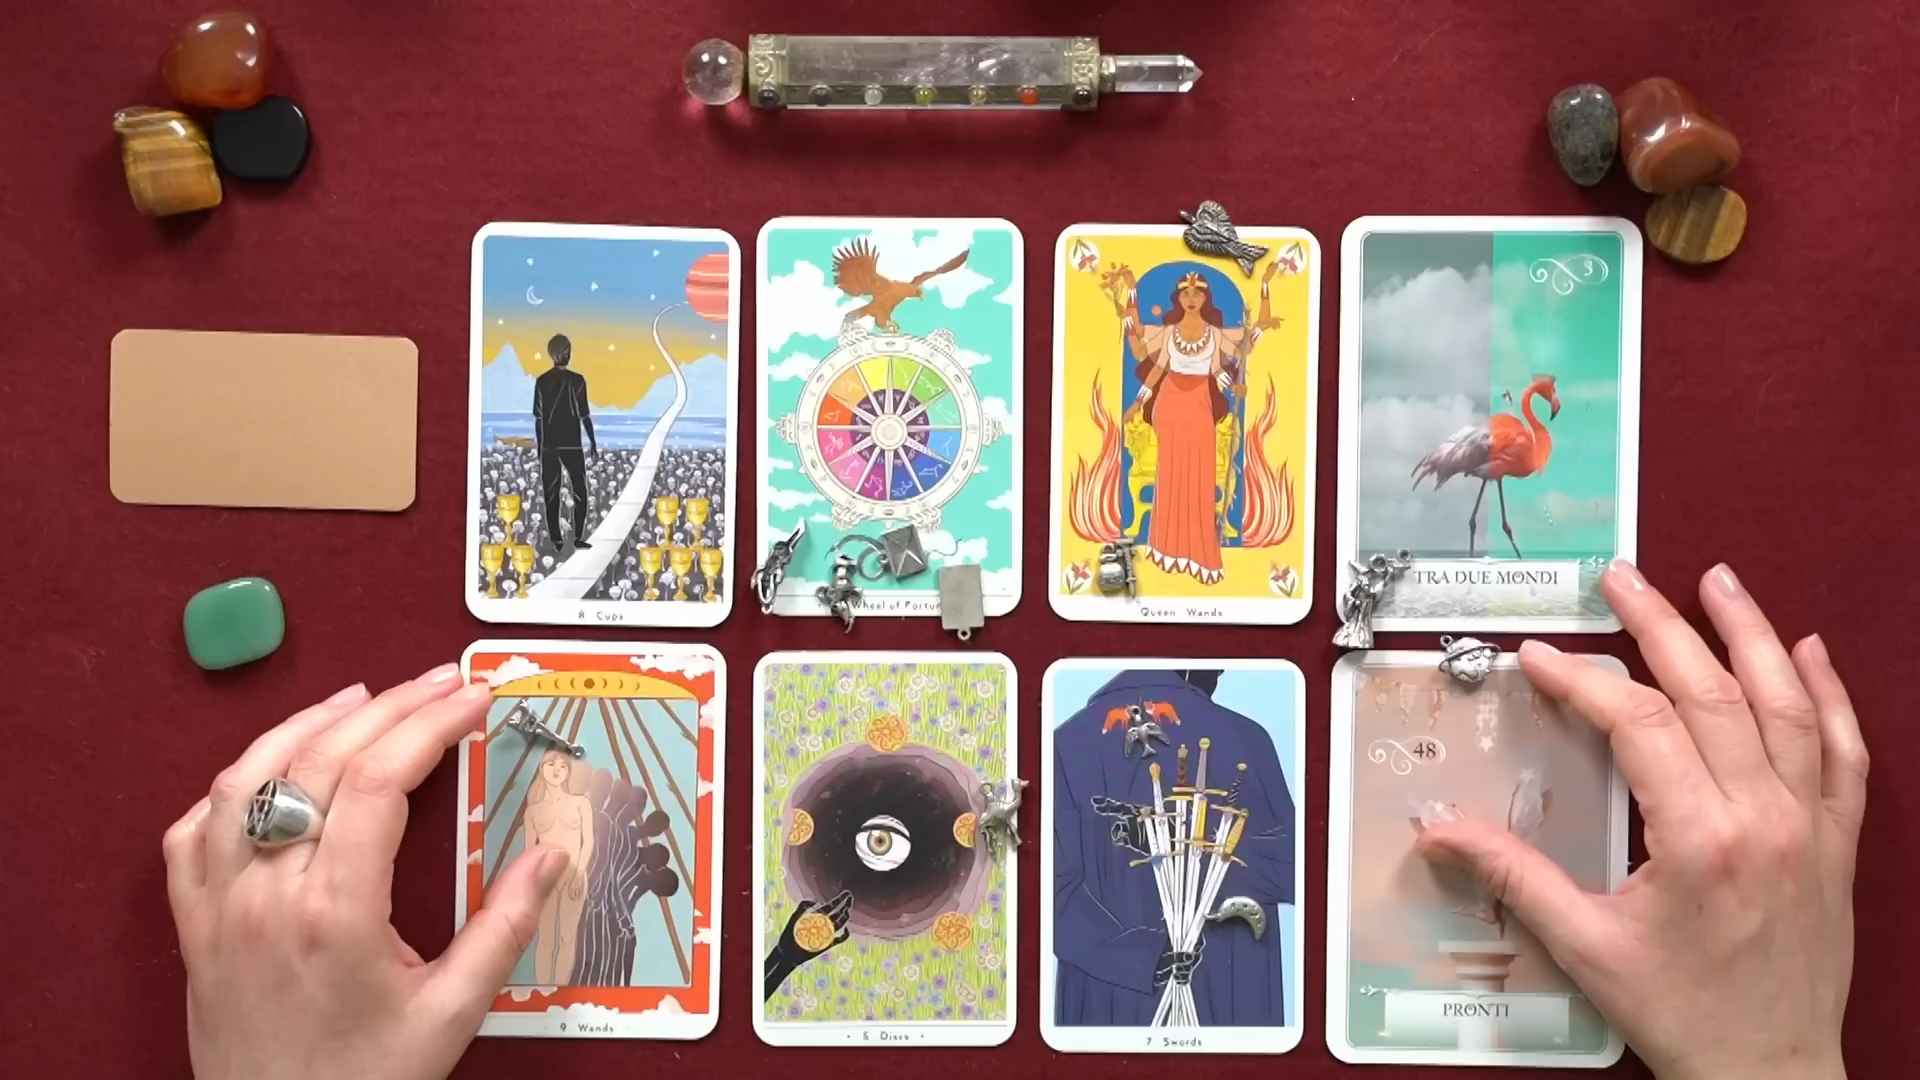 8 Cups
Wheel of Fortun
Queen Wands
3
TRA DUE MONDI
9 Wands
5 Discs
7 Swords
48
PRONTI